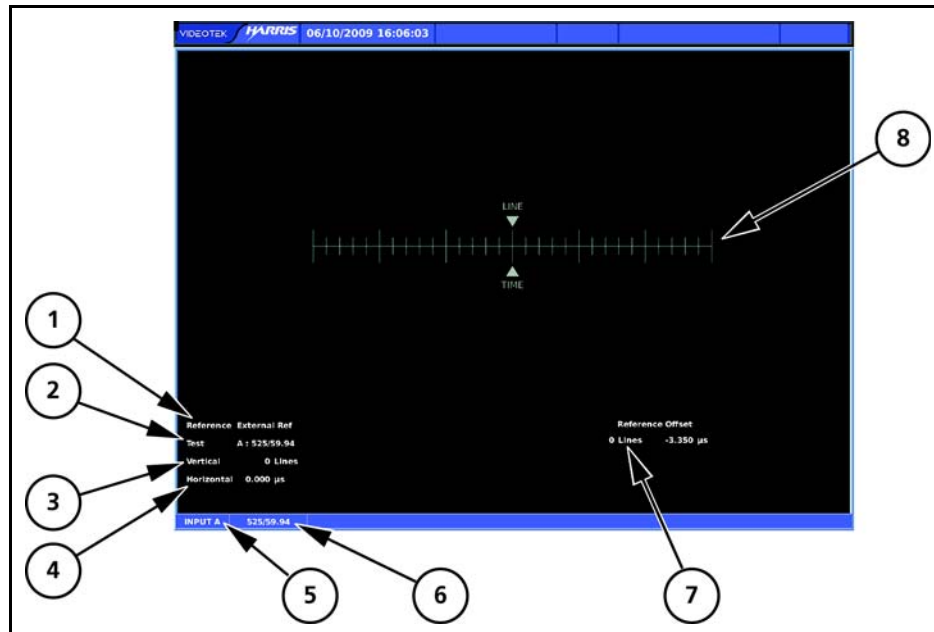 VIDEOTEK HARRIS 06/10/2009 16:06:03
8
LINE
TIME
1
2
3
4
Reference External Ref
Test A : 525/59.94
Vertical 0 Lines
Horizontal 0.000 µs
Reference Offset
0 Lines -3.350 µs
INPUT A 525/59.94
5
6
7